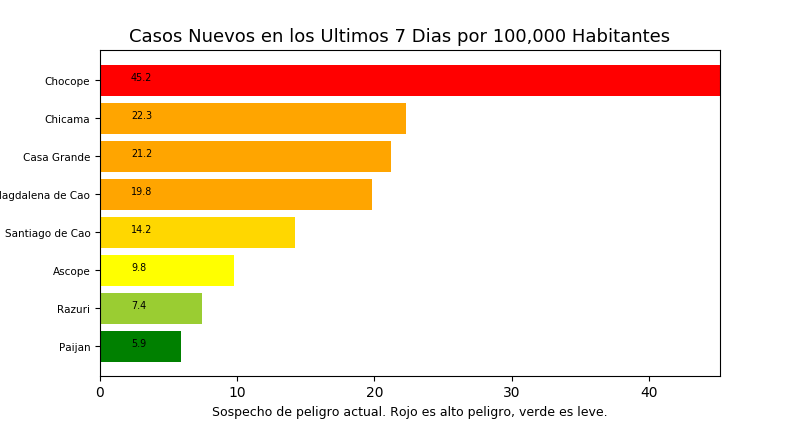 Casos Nuevos en los Ultimos 7 Dias por 100,000 Habitantes
Chocope 45.2
Chicama 22.3
Casa Grande 21.2
agdalena de Cao 19.8
Santiago de Cao 14.2
Ascope 9.8
Razuri 7.4
Paijan 5.9
0 10 20 30 40
Sospecho de peligro actual. Rojo es alto peligro, verde es leve.